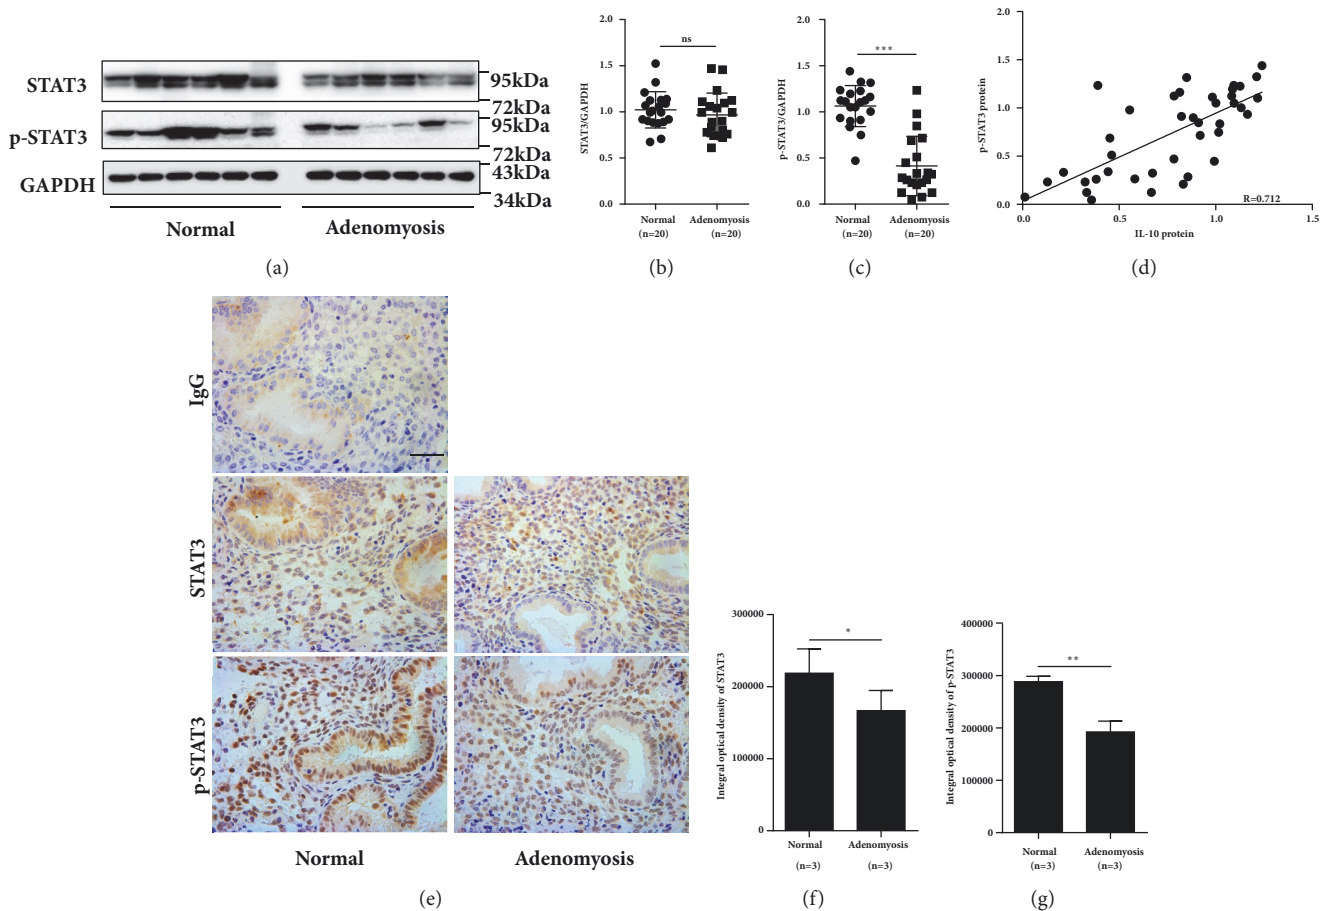 STAT3
p-STAT3
GAPDH
95kDa
72kDa
95kDa
72kDa
43kDa
34kDa
Normal
Adenomyosis
(a)
STAT3/GAPDH
2.0
1.5
1.0
0.5
0.0
ns
Normal
(n=20)
Adenomyosis
(n=20)
(b)
p-STAT3/GAPDH
2.0
1.5
1.0
0.5
0.0
***
Normal
(n=20)
Adenomyosis
(n=20)
(c)
p-STAT3 protein
2.0
1.5
1.0
0.5
0.0
0.0 0.5 1.0 1.5
R=0.712
IL-10 protein
(d)
IgG
STAT3
p-STAT3
Normal
Adenomyosis
(e)
Integral optical density of STAT3
300000
200000
100000
0
*
Normal
(n=3)
Adenomyosis
(n=3)
(f)
Integral optical density of p-STAT3
400000
300000
200000
100000
0
**
Normal
(n=3)
Adenomyosis
(n=3)
(g)